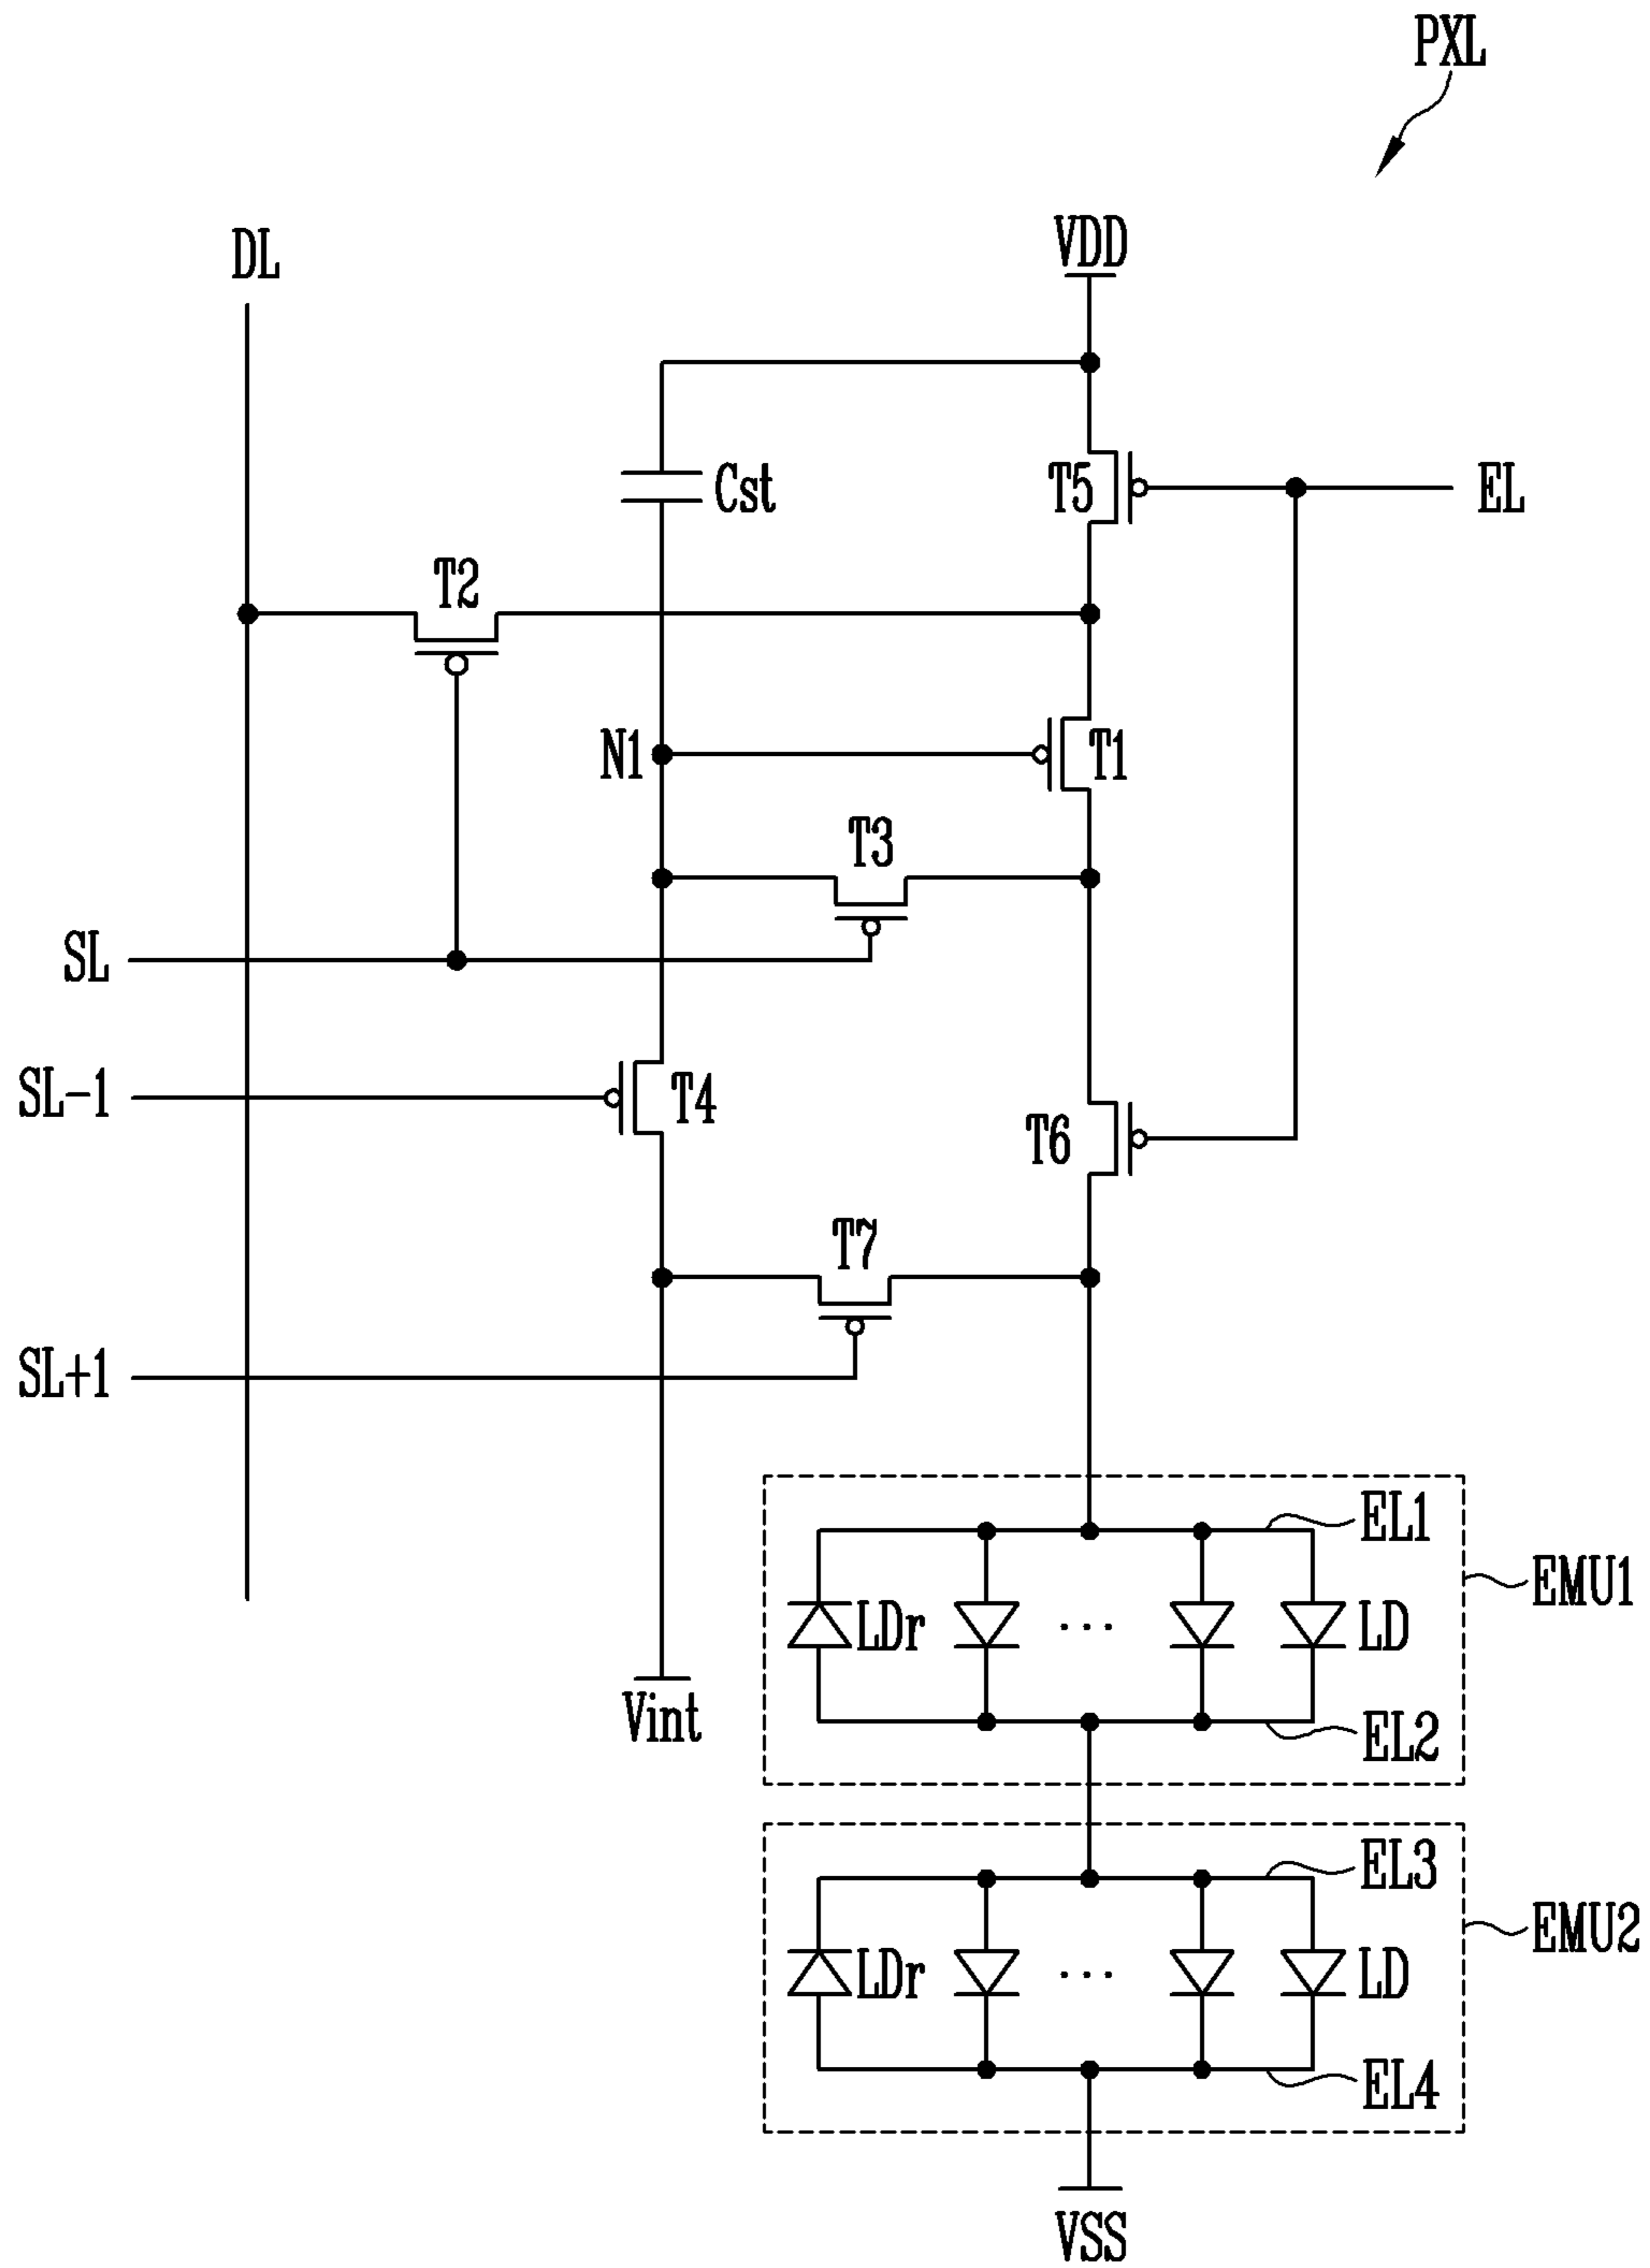 PXL
DL
VDD
Cst
T5
EL
T2
N1
T1
T3
SL
SL-1
T4
T6
T7
SL+1
EL1
EMU1
LDr
...
LD
Vint
EL2
EL3
EMU2
LDr
...
LD
EL4
VSS